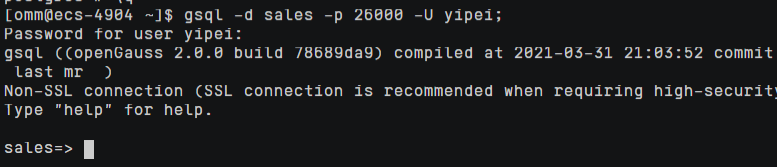 [omm@ecs-4904 ~]$ gsql -d sales -p 26000 -U yipei;
Password for user yipei:
gsql ((openGauss 2.0.0 build 78689da9) compiled at 2021-03-31 21:03:52 commit
 last mr  )
Non-SSL connection (SSL connection is recommended when requiring high-security
Type "help" for help.
sales=>